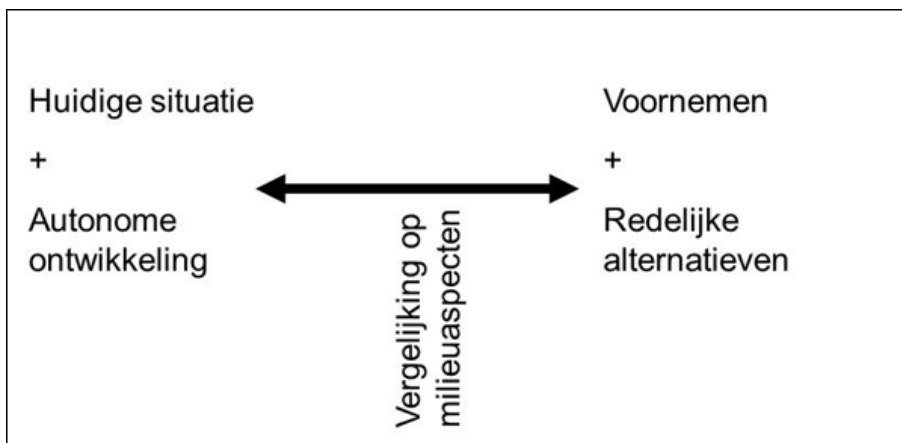 Huidige situatie
+
Autonome
ontwikkeling
Vergelijking op
milieuaspecten
Voornemen
+
Redelijke
alternatieven